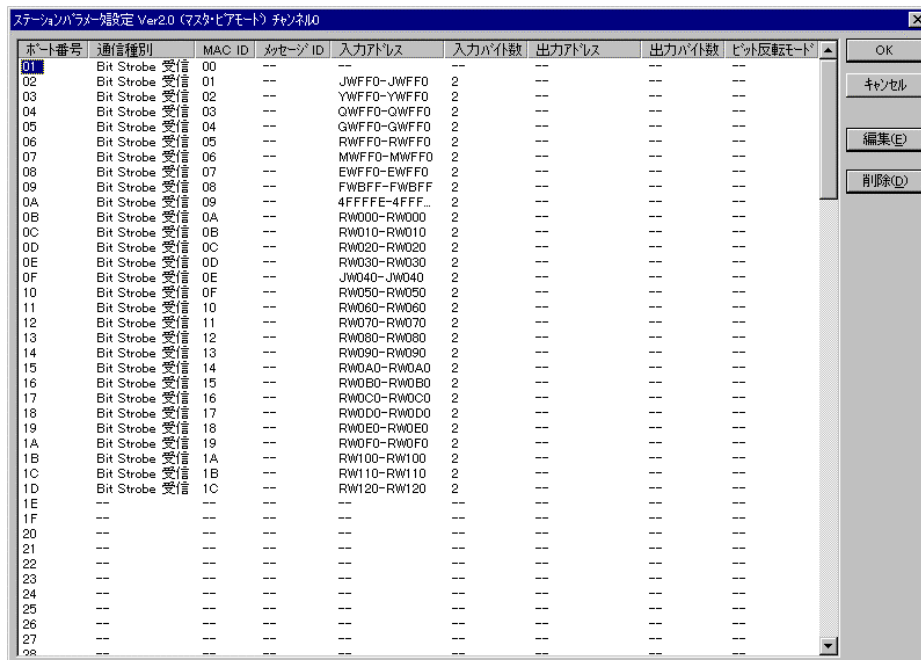 ステーションパラメータ語設定 Ver2.0 (マスタ・ピアモード) チャンネル0
ポート番号 通信種別 MAC ID メッセージID 入力アドレス 入力バイト数 出力アドレス 出力バイト数 ビット反転モード
01 Bit Strobe 受信 00 -- -- -- -- -- --
02 Bit Strobe 受信 01 -- JWFF0-JWFF0 2 -- -- --
03 Bit Strobe 受信 02 -- YWFF0-YWFF0 2 -- -- --
04 Bit Strobe 受信 03 -- QWFF0-QWFF0 2 -- -- --
05 Bit Strobe 受信 04 -- GWFF0-GWFF0 2 -- -- --
06 Bit Strobe 受信 05 -- RWFF0-RWFF0 2 -- -- --
07 Bit Strobe 受信 06 -- MWFF0-MWFF0 2 -- -- --
08 Bit Strobe 受信 07 -- EWFF0-EWFF0 2 -- -- --
09 Bit Strobe 受信 08 -- FWBFF-FWBFF 2 -- -- --
0A Bit Strobe 受信 09 -- 4FFFFE-4FFF... 2 -- -- --
0B Bit Strobe 受信 0A -- RW000-RW000 2 -- -- --
0C Bit Strobe 受信 0B -- RW010-RW010 2 -- -- --
0D Bit Strobe 受信 0C -- RW020-RW020 2 -- -- --
0E Bit Strobe 受信 0D -- RW030-RW030 2 -- -- --
0F Bit Strobe 受信 0E -- JW040-JW040 2 -- -- --
10 Bit Strobe 受信 0F -- RW050-RW050 2 -- -- --
11 Bit Strobe 受信 10 -- RW060-RW060 2 -- -- --
12 Bit Strobe 受信 11 -- RW070-RW070 2 -- -- --
13 Bit Strobe 受信 12 -- RW080-RW080 2 -- -- --
14 Bit Strobe 受信 13 -- RW090-RW090 2 -- -- --
15 Bit Strobe 受信 14 -- RW0A0-RW0A0 2 -- -- --
16 Bit Strobe 受信 15 -- RW0B0-RW0B0 2 -- -- --
17 Bit Strobe 受信 16 -- RW0C0-RW0C0 2 -- -- --
18 Bit Strobe 受信 17 -- RW0D0-RW0D0 2 -- -- --
19 Bit Strobe 受信 18 -- RW0E0-RW0E0 2 -- -- --
1A Bit Strobe 受信 19 -- RW0F0-RW0F0 2 -- -- --
1B Bit Strobe 受信 1A -- RW100-RW100 2 -- -- --
1C Bit Strobe 受信 1B -- RW110-RW110 2 -- -- --
1D Bit Strobe 受信 1C -- RW120-RW120 2 -- -- --
1E -- -- -- -- -- -- -- --
1F -- -- -- -- -- -- -- --
20 -- -- -- -- -- -- -- --
21 -- -- -- -- -- -- -- --
22 -- -- -- -- -- -- -- --
23 -- -- -- -- -- -- -- --
24 -- -- -- -- -- -- -- --
25 -- -- -- -- -- -- -- --
26 -- -- -- -- -- -- -- --
27 -- -- -- -- -- -- -- --
28
OK
キャンセル
編集(E)
削除(D)